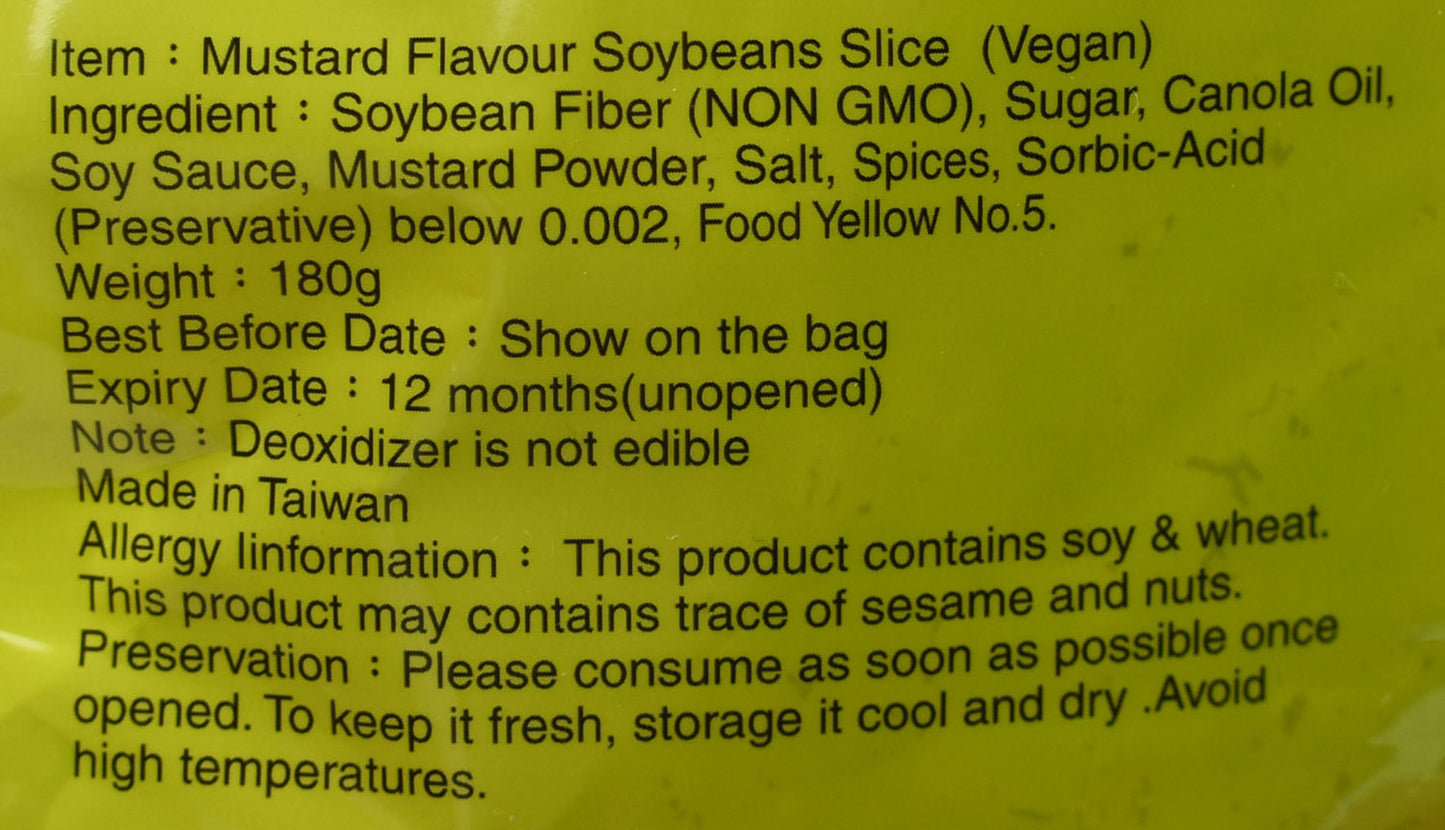 Item：Mustard Flavour Soybeans Slice (Vegan)
Ingredient：Soybean Fiber (NON GMO), Sugar, Canola Oil,
Soy Sauce, Mustard Powder, Salt, Spices, Sorbic-Acid
(Preservative) below 0.002, Food Yellow No.5.
Weight：180g
Best Before Date：Show on the bag
Expiry Date：12 months(unopened)
Note：Deoxidizer is not edible
Made in Taiwan
Allergy Iinformation： This product contains soy & wheat.
This product may contains trace of sesame and nuts.
Preservation：Please consume as soon as possible once
opened. To keep it fresh, storage it cool and dry .Avoid
high temperatures.